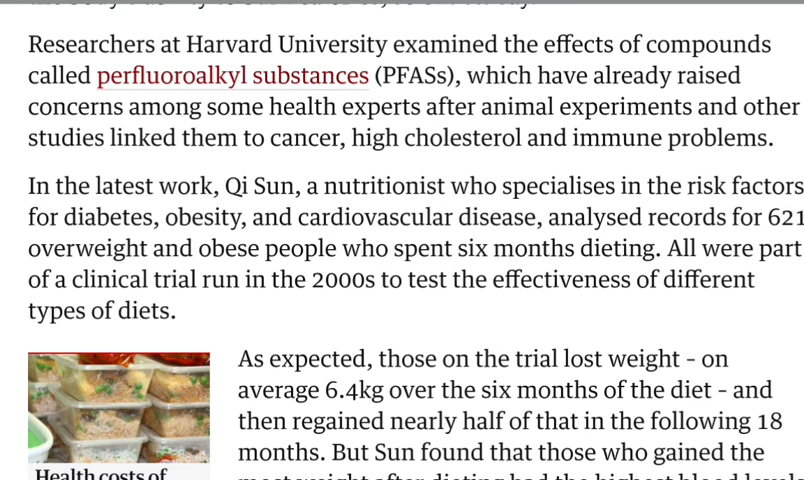 Researchers at Harvard University examined the effects of compounds
called perfluoroalkyl substances (PFASs), which have already raised
concerns among some health experts after animal experiments and other
studies linked them to cancer, high cholesterol and immune problems.
In the latest work, Qi Sun, a nutritionist who specialises in the risk factors
for diabetes, obesity, and cardiovascular disease, analysed records for 621
overweight and obese people who spent six months dieting. All were part
of a clinical trial run in the 2000s to test the effectiveness of different
types of diets.
As expected, those on the trial lost weight - on
average 6.4kg over the six months of the diet - and
then regained nearly half of that in the following 18
months. But Sun found that those who gained the
Health costs of